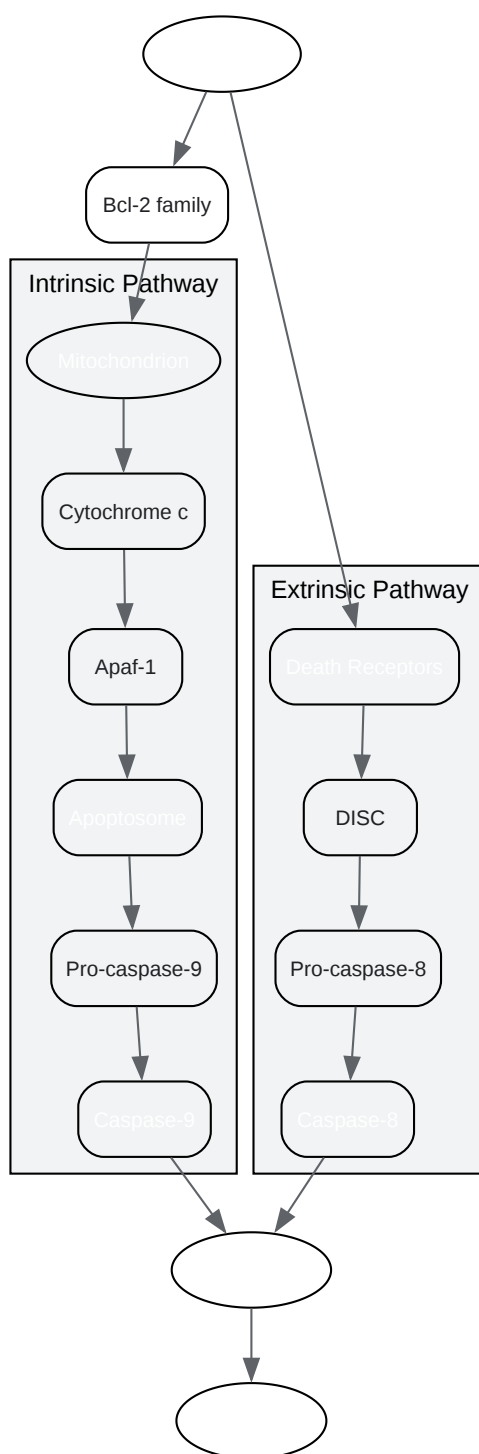 Bcl-2 family
Intrinsic Pathway
Mitochondrion
Cytochrome c
Apaf-1
Apoptosome
Pro-caspase-9
Caspase-9
Extrinsic Pathway
Death Receptors
DISC
Pro-caspase-8
Caspase-8